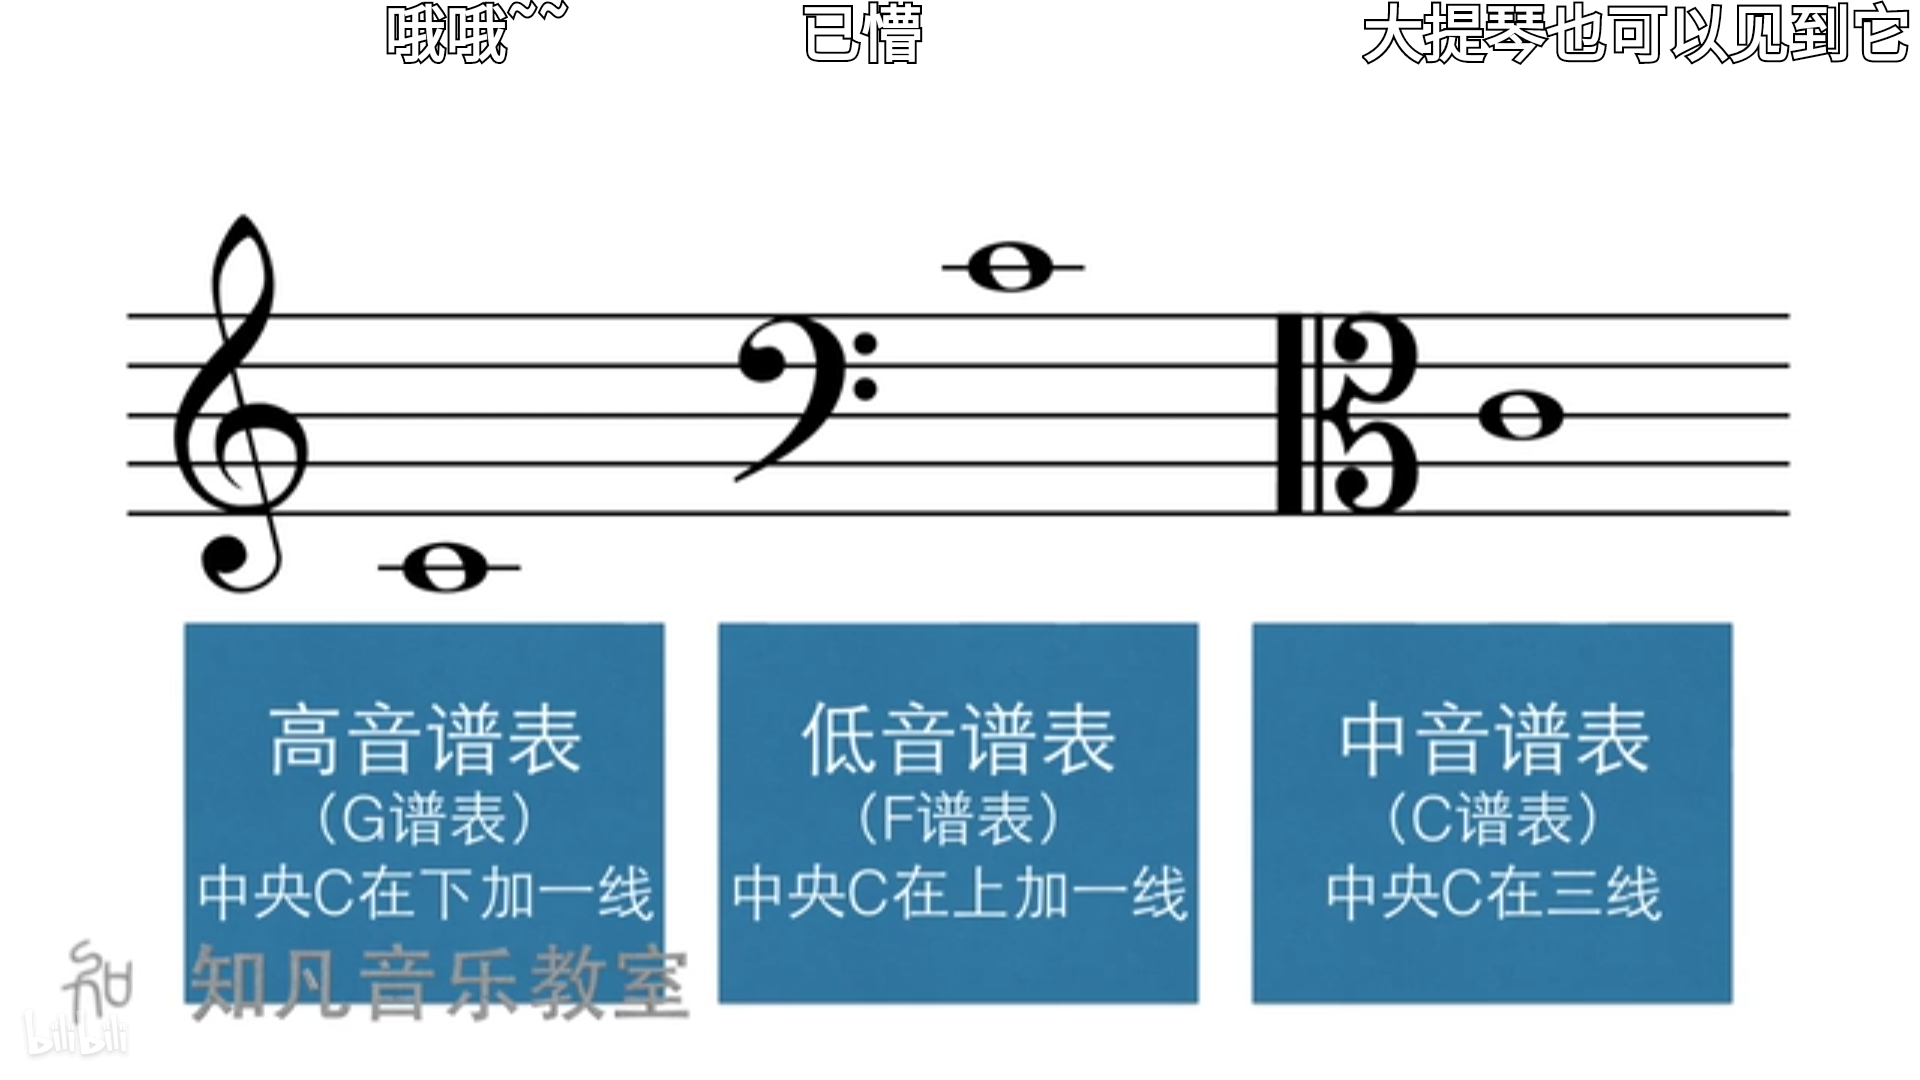 哦哦~~
已懵
大提琴也可以见到它
高音谱表
（G谱表）
中央C在下加一线
低音谱表
（F谱表）
中央C在上加一线
中音谱表
（C谱表）
中央C在三线
知 知凡音乐教室
bilibili